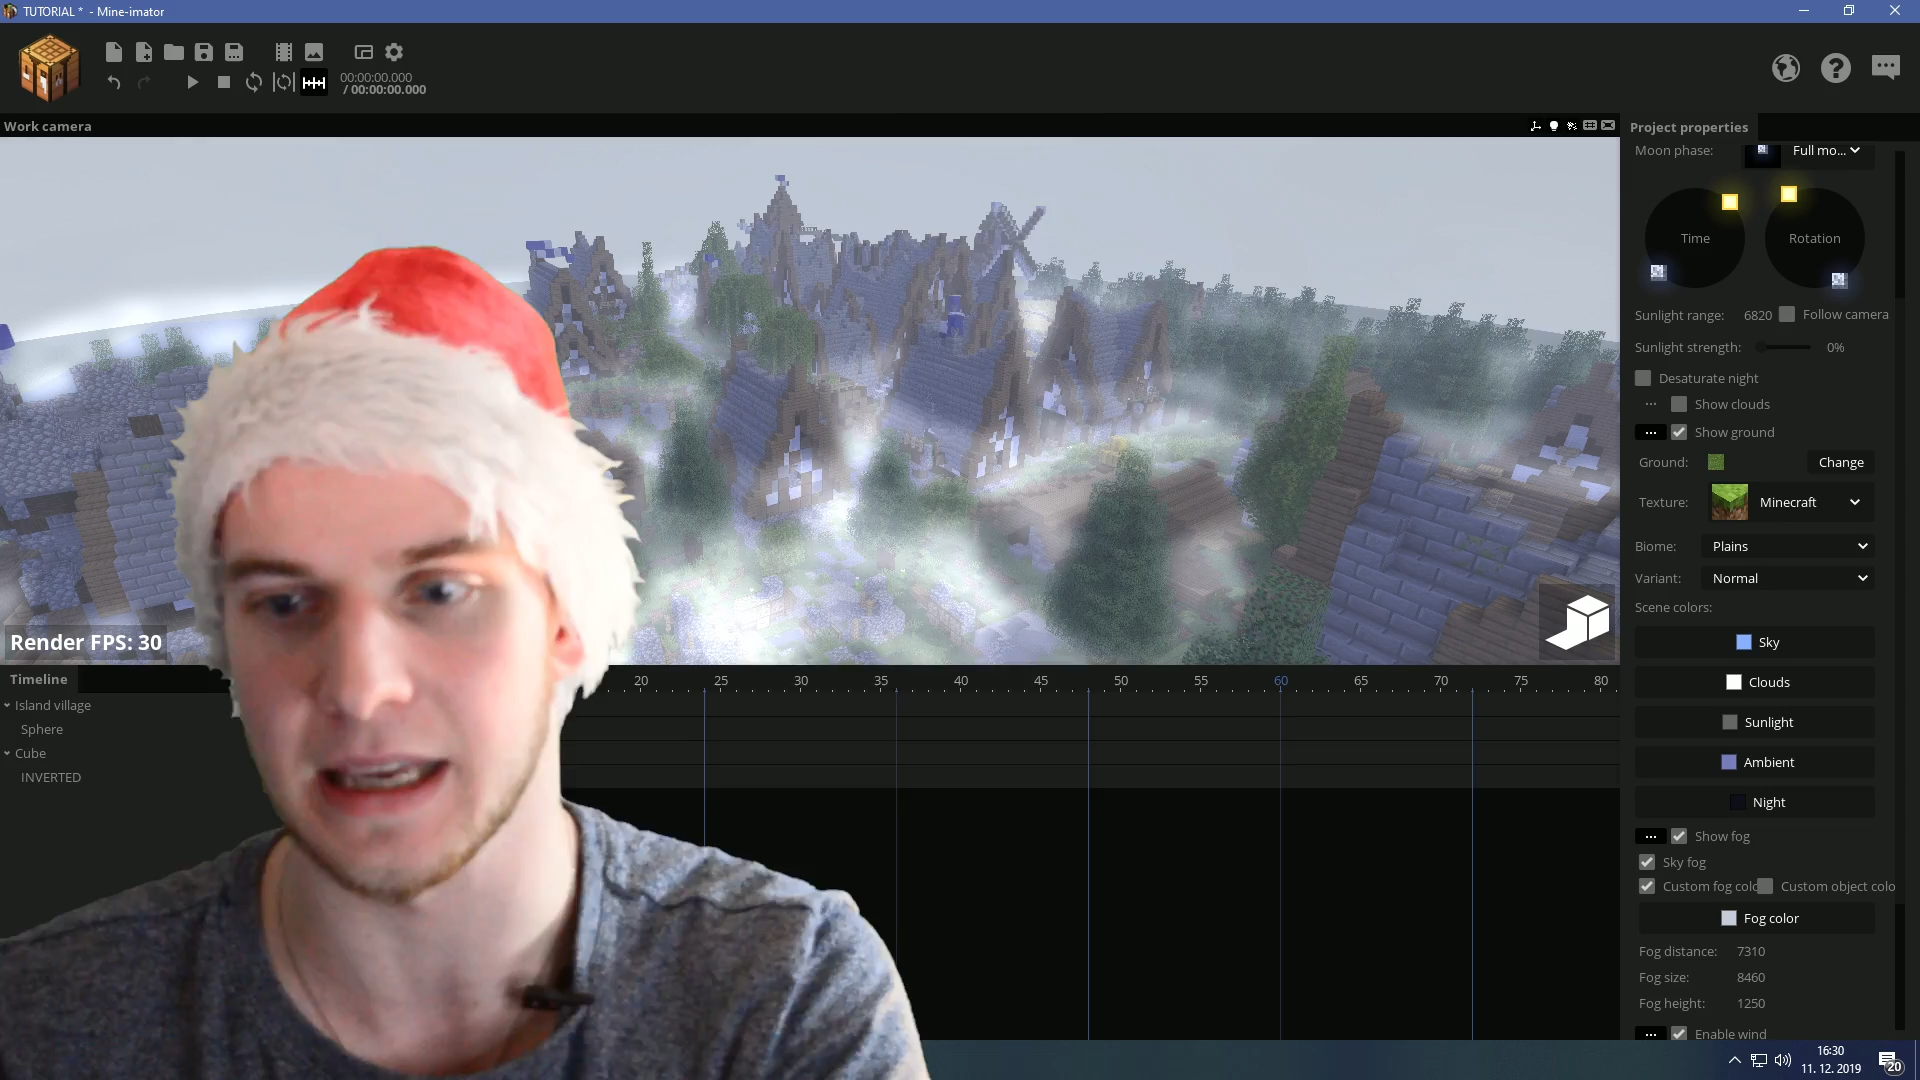 TUTORIAL * - Mine-imator
00:00:00.000
/ 00:00:00.000
Work camera
Project properties
Moon phase: Full mo...
Time
Rotation
Sunlight range: 6820 Follow camera
Sunlight strength: 0%
Desaturate night
... Show clouds
... Show ground
Ground: Change
Texture: Minecraft
Biome: Plains
Variant: Normal
Scene colors:
Sky
Clouds
Sunlight
Ambient
Night
... Show fog
Sky fog
Custom fog colo Custom object colo
Fog color
Fog distance: 7310
Fog size: 8460
Fog height: 1250
... Enable wind
Render FPS: 30
Timeline
20 25 30 35 40 45 50 55 60 65 70 75 80
Island village
Sphere
Cube
INVERTED
16:30
11. 12. 2019
20